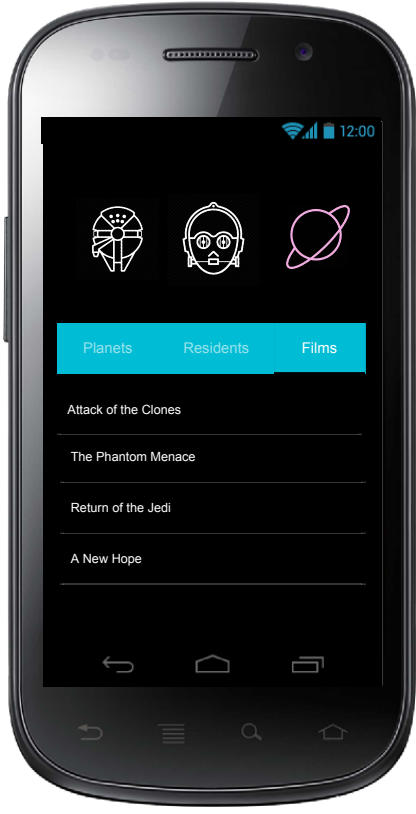 12:00
Planets Residents Films
Attack of the Clones
The Phantom Menace
Return of the Jedi
A New Hope